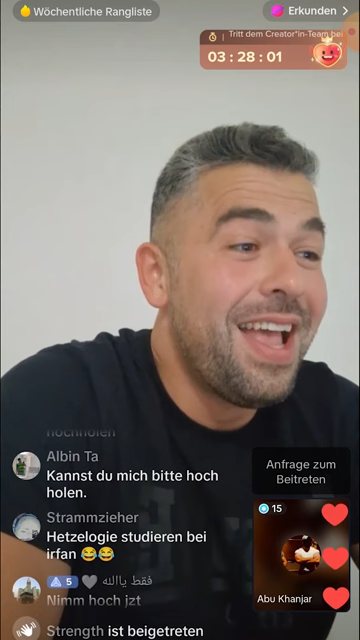 Wöchentliche Rangliste
Erkunden
Tritt dem Creator*in-Team bei
03 : 28 : 01
hochholen
Albin Ta
Kannst du mich bitte hoch
holen.
Anfrage zum
Beitreten
Strammzieher
Hetzelogie studieren bei
irfan 😂😂
15
5 🩶 فقط ياالله
Nimm hoch jzt
Abu Khanjar
Strength ist beigetreten